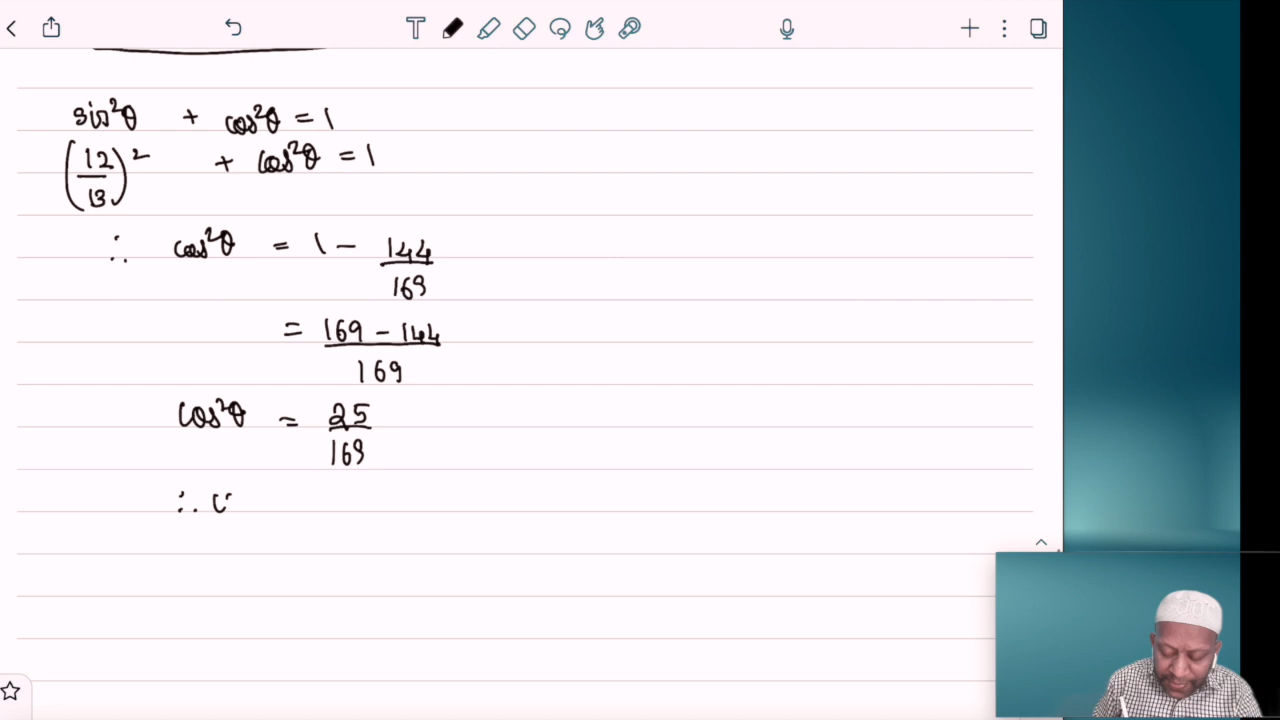 sin²θ + cos²θ = 1
(12/13)² + cos²θ = 1
∴ cos²θ = 1 - 144/169
= 169 - 144/169
cos²θ = 25/169
∴